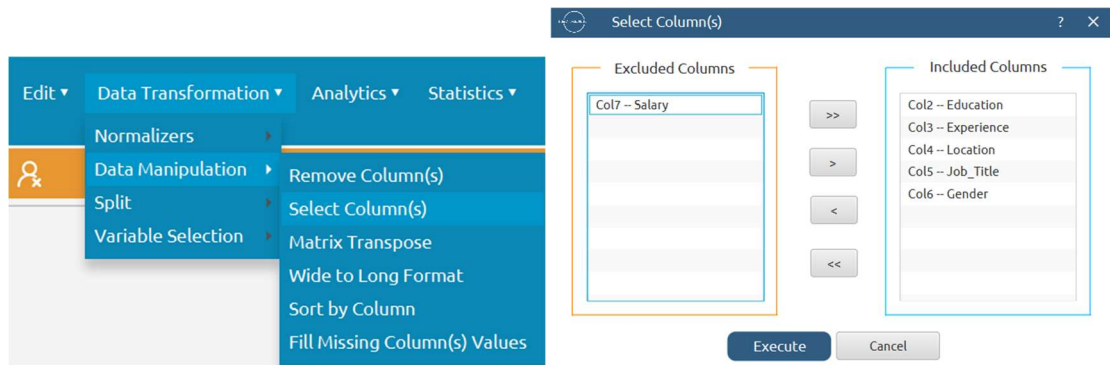 Edit ▾ Data Transformation ▾ Analytics ▾ Statistics ▾
Normalizers
Data Manipulation
Split
Variable Selection
Remove Column(s)
Select Column(s)
Matrix Transpose
Wide to Long Format
Sort by Column
Fill Missing Column(s) Values
Select Column(s) ? ×
Excluded Columns
Col7 -- Salary
>>
>
<
<<
Included Columns
Col2 -- Education
Col3 -- Experience
Col4 -- Location
Col5 -- Job_Title
Col6 -- Gender
Execute Cancel